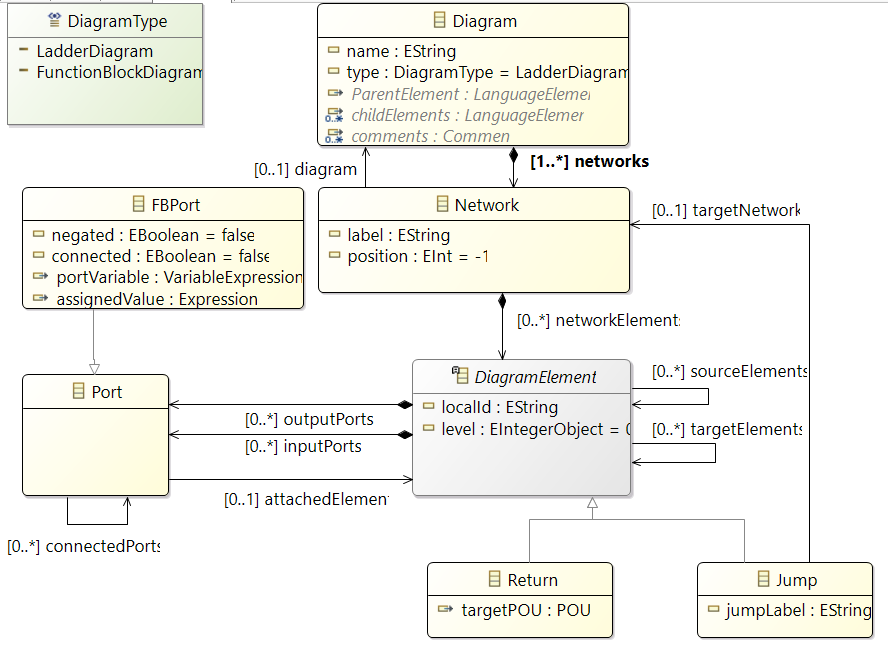 DiagramType
LadderDiagram
FunctionBlockDiagram
Diagram
name : EString
type : DiagramType = LadderDiagram
ParentElement : LanguageElemen
childElements : LanguageElemen
0..*
comments : Commen
0..*
[0..1] diagram
[1..*] networks
FBPort
negated : EBoolean = false
connected : EBoolean = false
portVariable : VariableExpression
assignedValue : Expression
Network
label : EString
position : EInt = -1
[0..1] targetNetwork
[0..*] networkElements
Port
DiagramElement
localId : EString
level : EIntegerObject = 0
[0..*] sourceElements
[0..*] targetElements
[0..*] outputPorts
[0..*] inputPorts
[0..1] attachedElemen
[0..*] connectedPorts
Return
targetPOU : POU
Jump
jumpLabel : EString